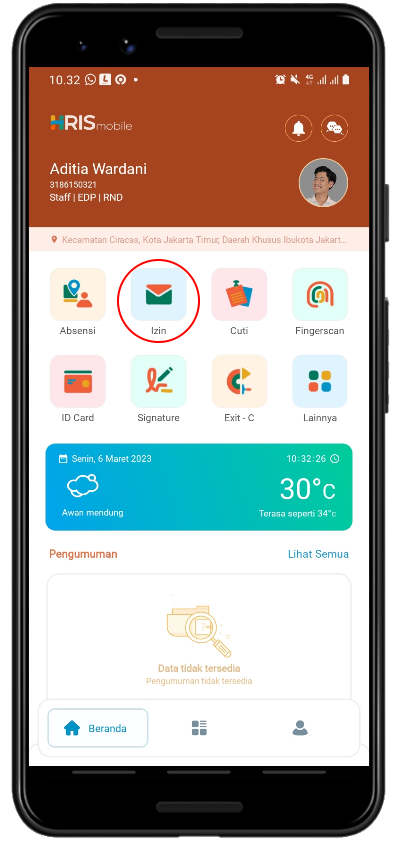 10.32
4G
HRISmobile
Aditia Wardani
3186150321
Staff | EDP | RND
Kecamatan Ciracas, Kota Jakarta Timur, Daerah Khusus Ibukota Jakart...
Absensi Izin Cuti Fingerscan
ID Card Signature Exit - C Lainnya
Senin, 6 Maret 2023 10:32:26
30°C
Awan mendung Terasa seperti 34°c
Pengumuman Lihat Semua
Data tidak tersedia
Pengumuman tidak tersedia
Beranda